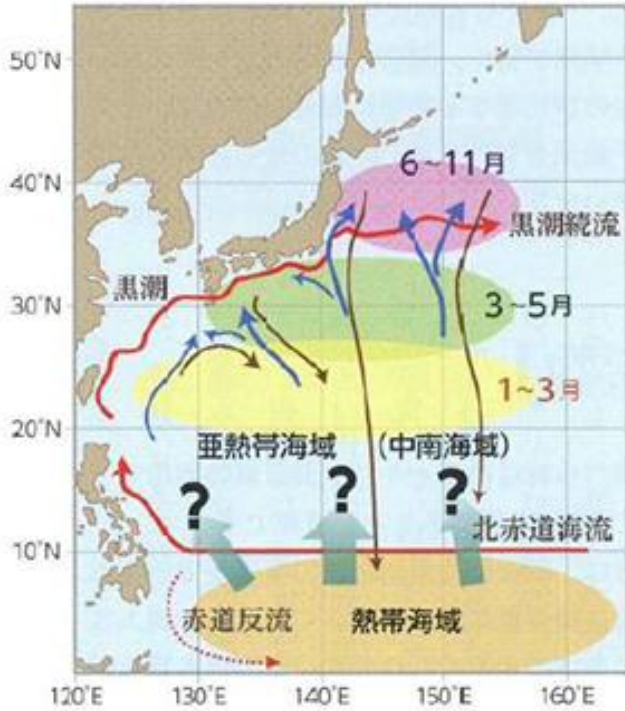 50°N
6~11月
40°N
黒潮続流
黒潮
30°N
3~5月
1~3月
20°N
亜熱帯海域 (中南海域)
? ? ?
北赤道海流
10°N
赤道反流 熱帯海域
120°E 130°E 140°E 150°E 160°E